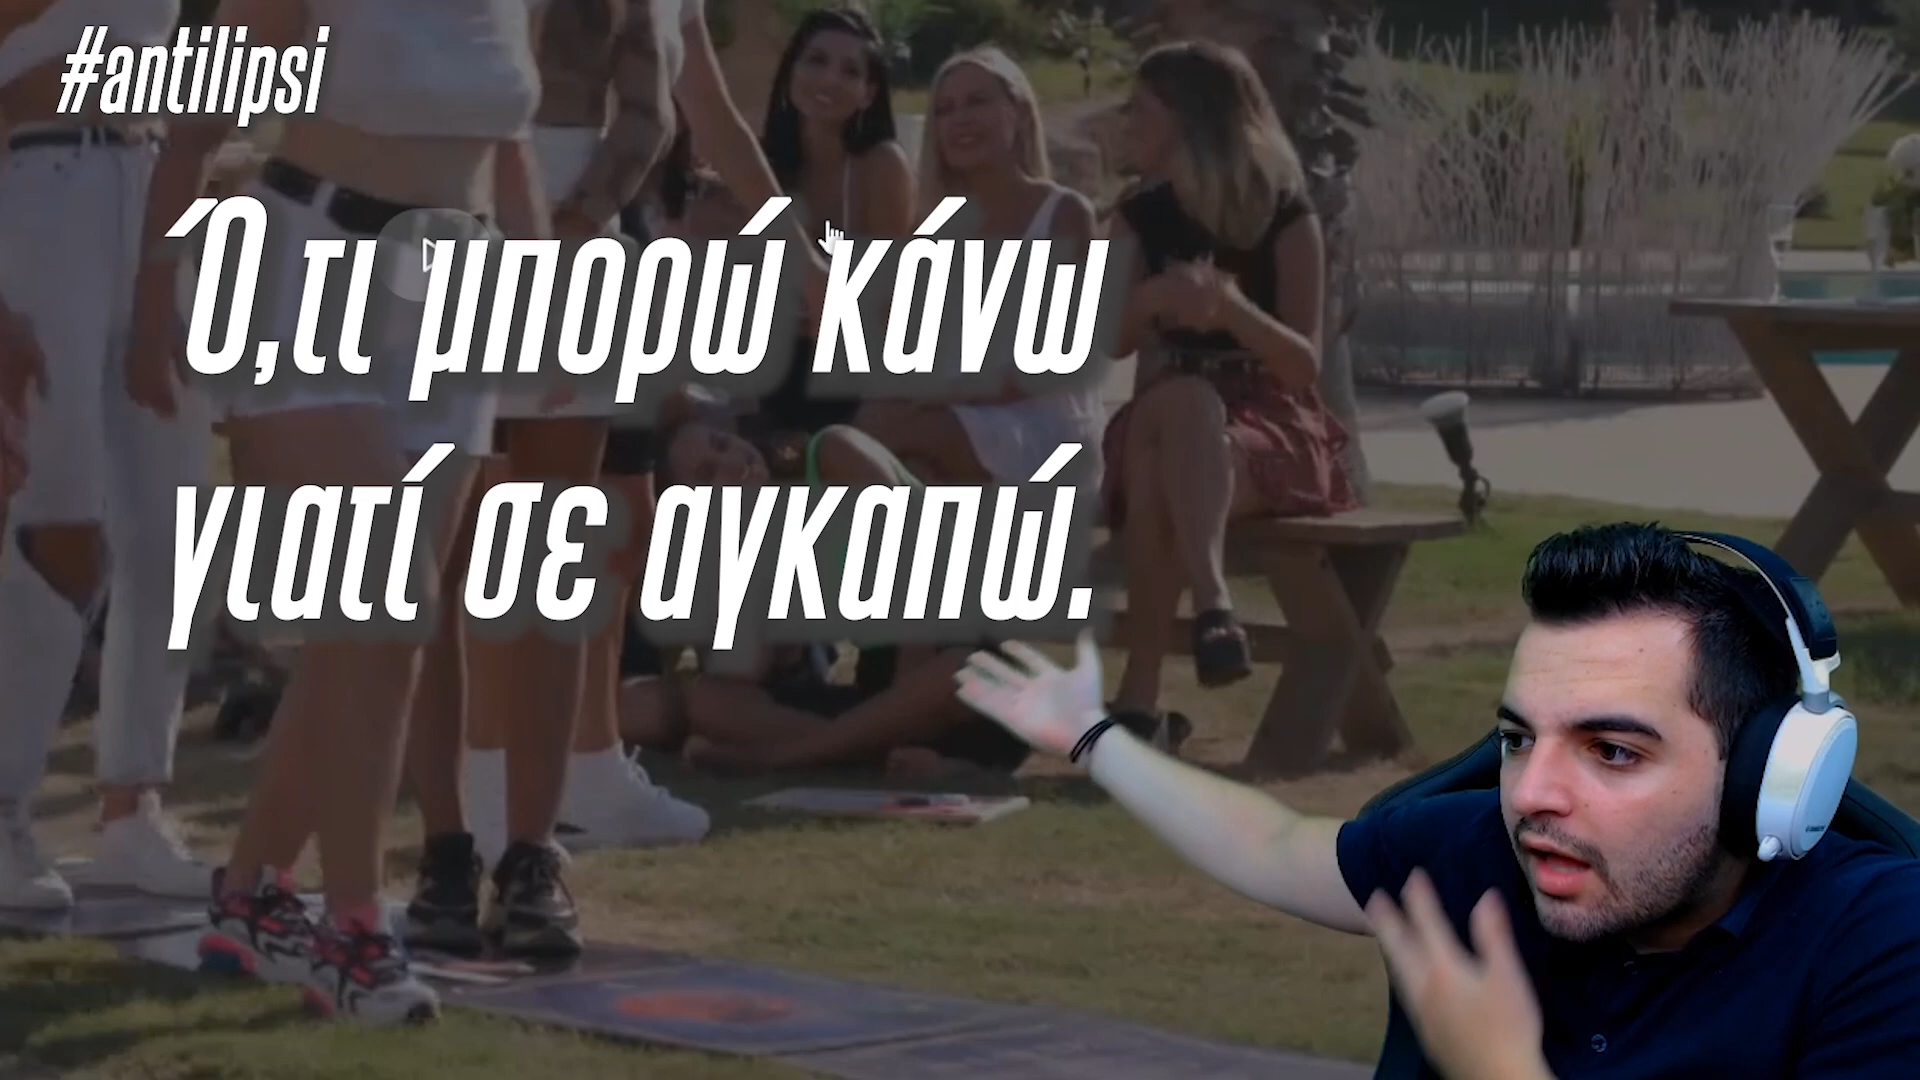 #antilipsi
Ό,τι μπορώ κάνω
γιατί σε αγκαπώ.